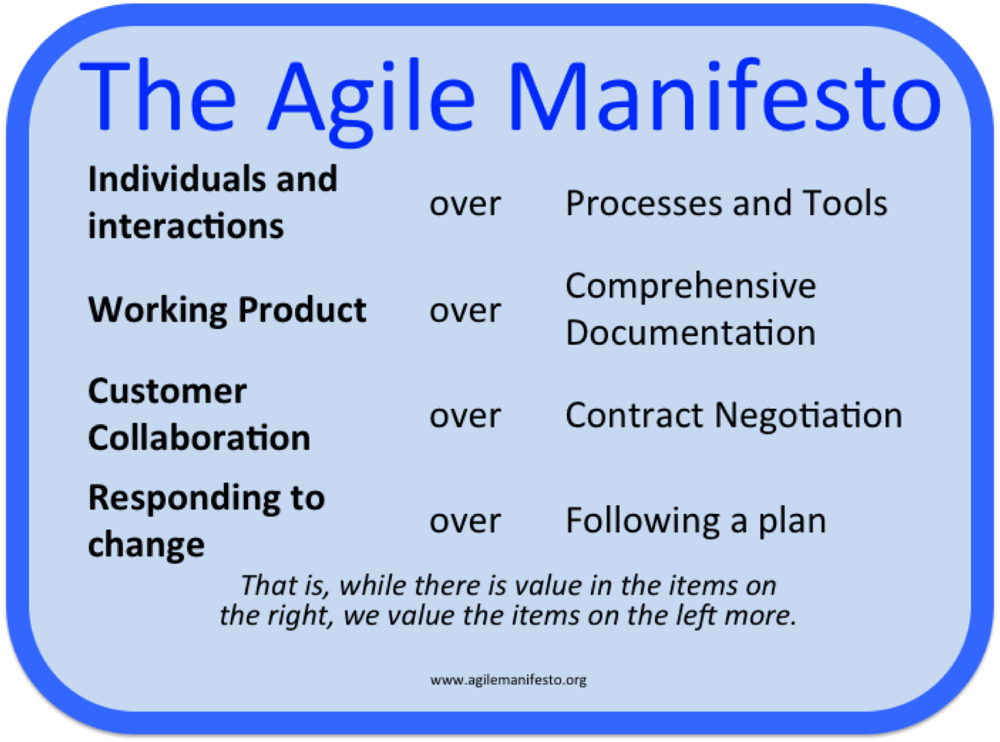 The Agile Manifesto
Individuals and
interactions
over
Processes and Tools
Working Product
over
Comprehensive
Documentation
Customer
Collaboration
over
Contract Negotiation
Responding to
change
over
Following a plan
That is, while there is value in the items on
the right, we value the items on the left more.
www.agilemanifesto.org